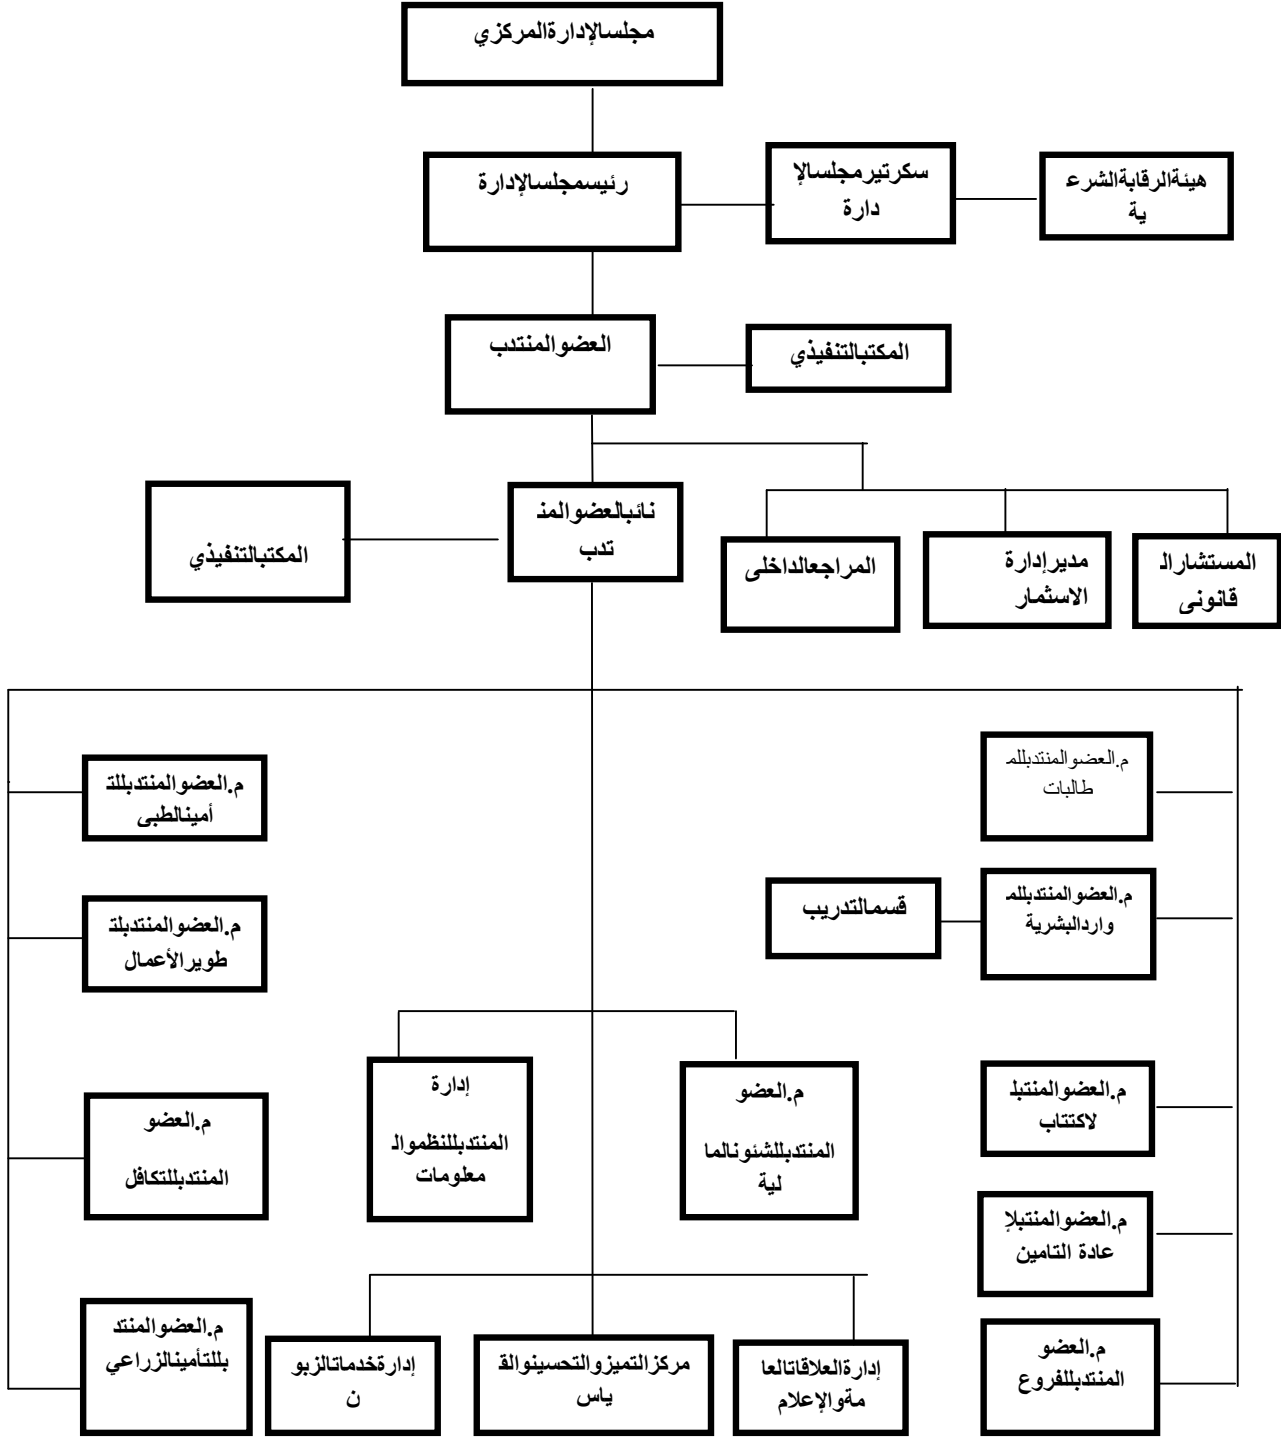 مجلسالإدارةالمركزي
رئيسمجلسالإدارة
سكرتيرمجلسالإ
دارة
هيئةالرقابةالشرع
ية
العضوالمنتدب
المكتبالتنفيذي
المكتبالتنفيذي
نائبالعضوالمن
تدب
المراجعالداخلى
مديرإدارة
الاسثمار
المستشارال
قانونى
م.العضوالمنتدبللم
طالبات
م.العضوالمنتدبللت
أمينالطبى
م.العضوالمنتدبللم
واردالبشرية
قسمالتدريب
م.العضوالمنتدبلت
طويرالأعمال
م.العضوالمنتبل
لاكتتاب
م.العضو
المنتدبللشئونالما
لية
إدارة
المنتدبللنظموال
معلومات
م.العضو
المنتدبللتكافل
م.العضوالمنتبلإ
عادة التامين
م.العضو
المنتدبللفروع
إدارةالعلاقاتالعا
مةوالإعلام
مركزالتميزوالتحسينوالق
ياس
إدارةخدماتالزبو
ن
م.العضوالمنتد
بللتأمينالزراعي